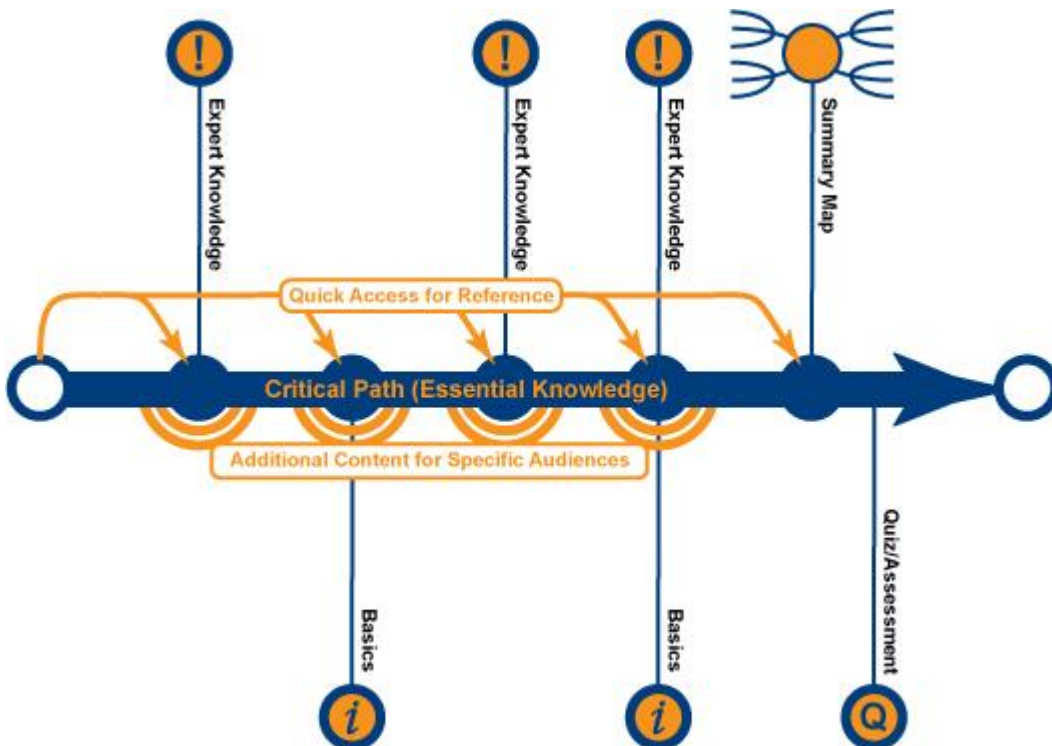 !
!
!
Expert Knowledge
Expert Knowledge
Expert Knowledge
Summary Map
Quick Access for Reference
Critical Path (Essential Knowledge)
Additional Content for Specific Audiences
Quiz/Assessment
Basics
Basics
i
i
Q